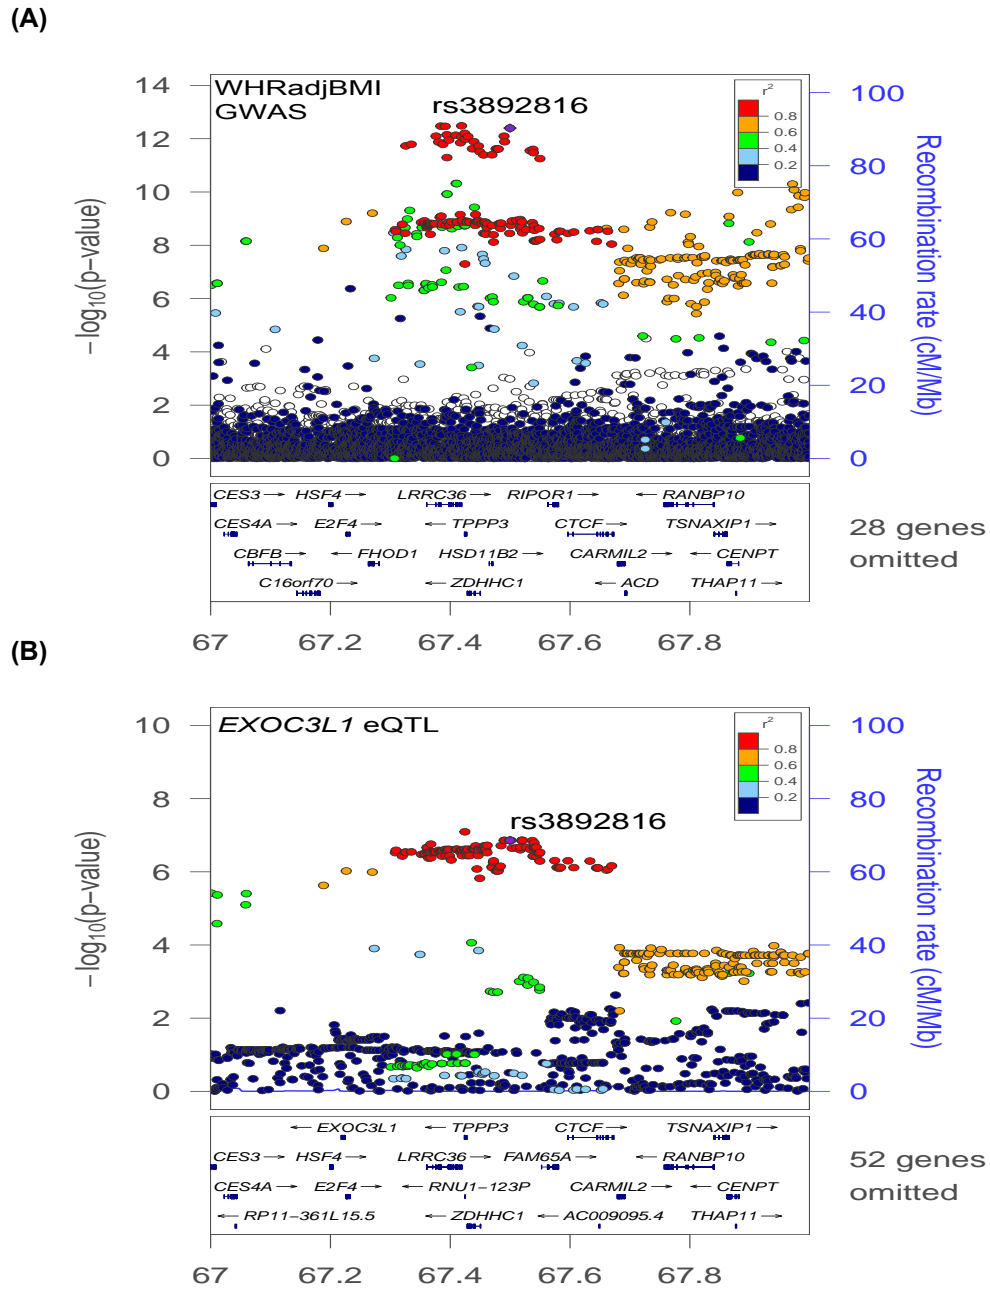 (A)
WHRadjBMI
GWAS
rs3892816
r2
0.8
0.6
0.4
0.2
14
12
10
8
6
4
2
0
−log10(p−value)
100
80
60
40
20
0
Recombination rate (cM/Mb)
CES3→ HSF4→ LRRC36→ RIPOR1→ ←RANBP10
CES4A→ E2F4→ ←TPPP3 CTCF→ TSNAXIP1→
CBFB→ ←FHOD1 HSD11B2→ CARMIL2→ ←CENPT
C16orf70→ ←ZDHHC1 ←ACD THAP11→
28 genes
omitted
67 67.2 67.4 67.6 67.8
(B)
EXOC3L1 eQTL
rs3892816
r2
0.8
0.6
0.4
0.2
10
8
6
4
2
0
−log10(p−value)
100
80
60
40
20
0
Recombination rate (cM/Mb)
←EXOC3L1 ←TPPP3 CTCF→ TSNAXIP1→
CES3→ HSF4→ LRRC36→ FAM65A→ ←RANBP10
CES4A→ E2F4→ ←RNU1−123P CARMIL2→ ←CENPT
←RP11−361L15.5 ←ZDHHC1 ←AC009095.4 THAP11→
52 genes
omitted
67 67.2 67.4 67.6 67.8